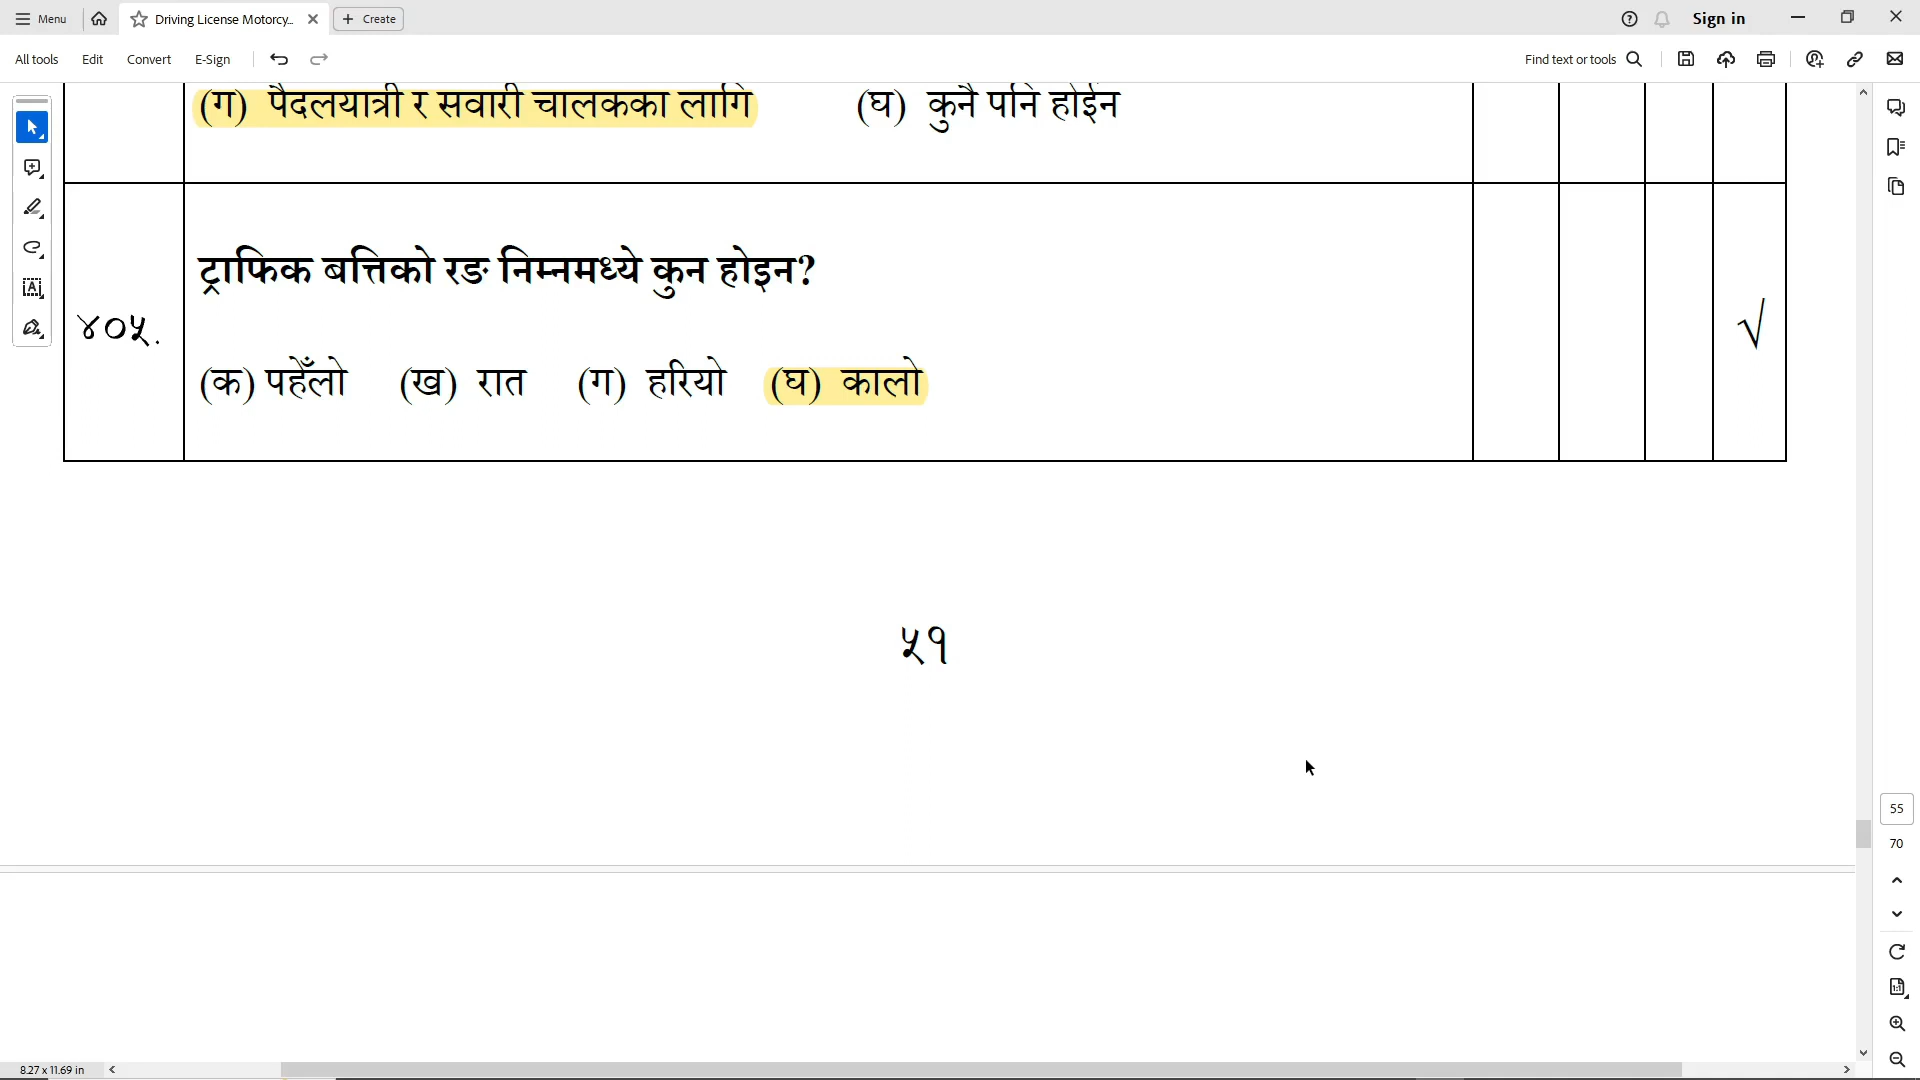 Menu
Driving License Motorcy...
Create
Sign in
All tools
Edit
Convert
E-Sign
Find text or tools
(ग) पैदलयात्री र सवारी चालकका लागि (घ) कुनै पनि होईन
ट्राफिक बत्तिको रङ निम्नमध्ये कुन होइन?
४०५.
√
(क) पहेँलो (ख) रात (ग) हरियो (घ) कालो
५१
55
70
8.27 x 11.69 in